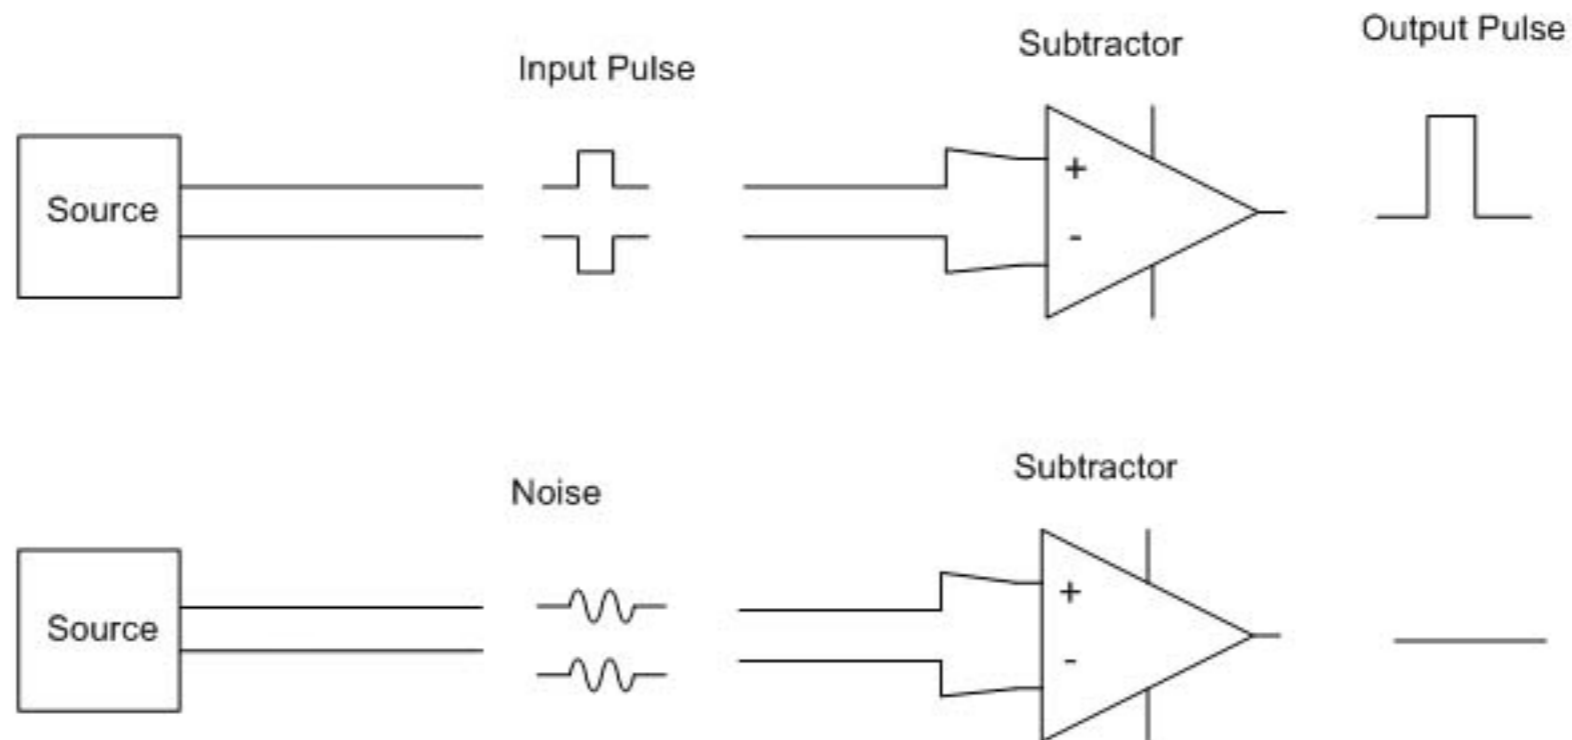 Output Pulse
Subtractor
Input Pulse
Source
+
-
Subtractor
Noise
Source
+
-